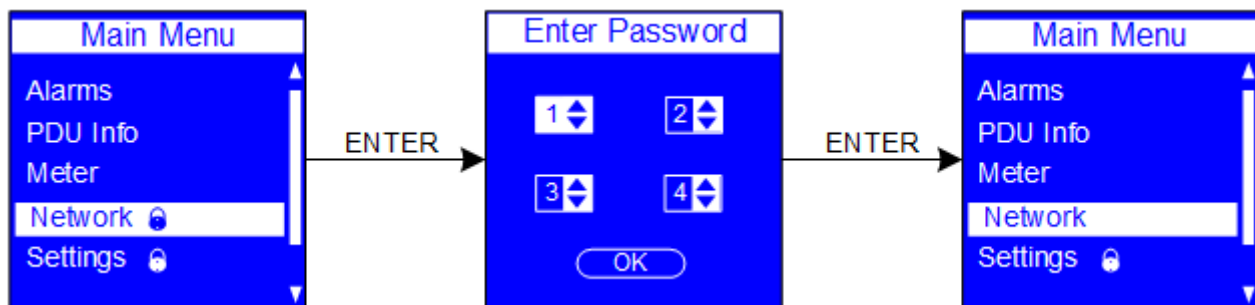 Main Menu
Alarms
PDU Info
Meter
Network
Settings
ENTER
Enter Password
1
2
3
4
OK
ENTER
Main Menu
Alarms
PDU Info
Meter
Network
Settings